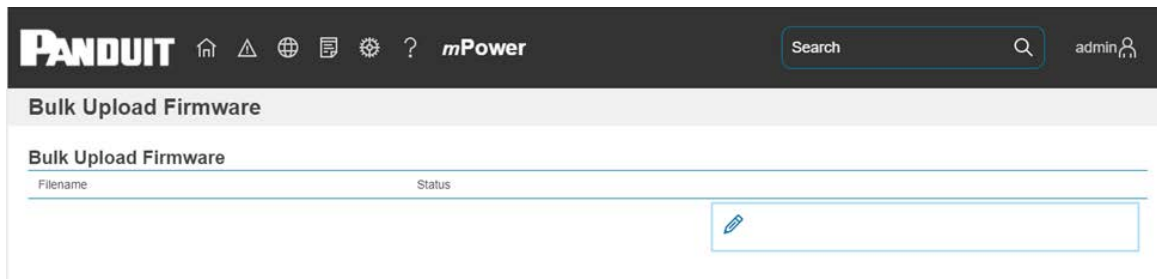 PANDUIT ? mPower Search admin
Bulk Upload Firmware
Bulk Upload Firmware
Filename Status